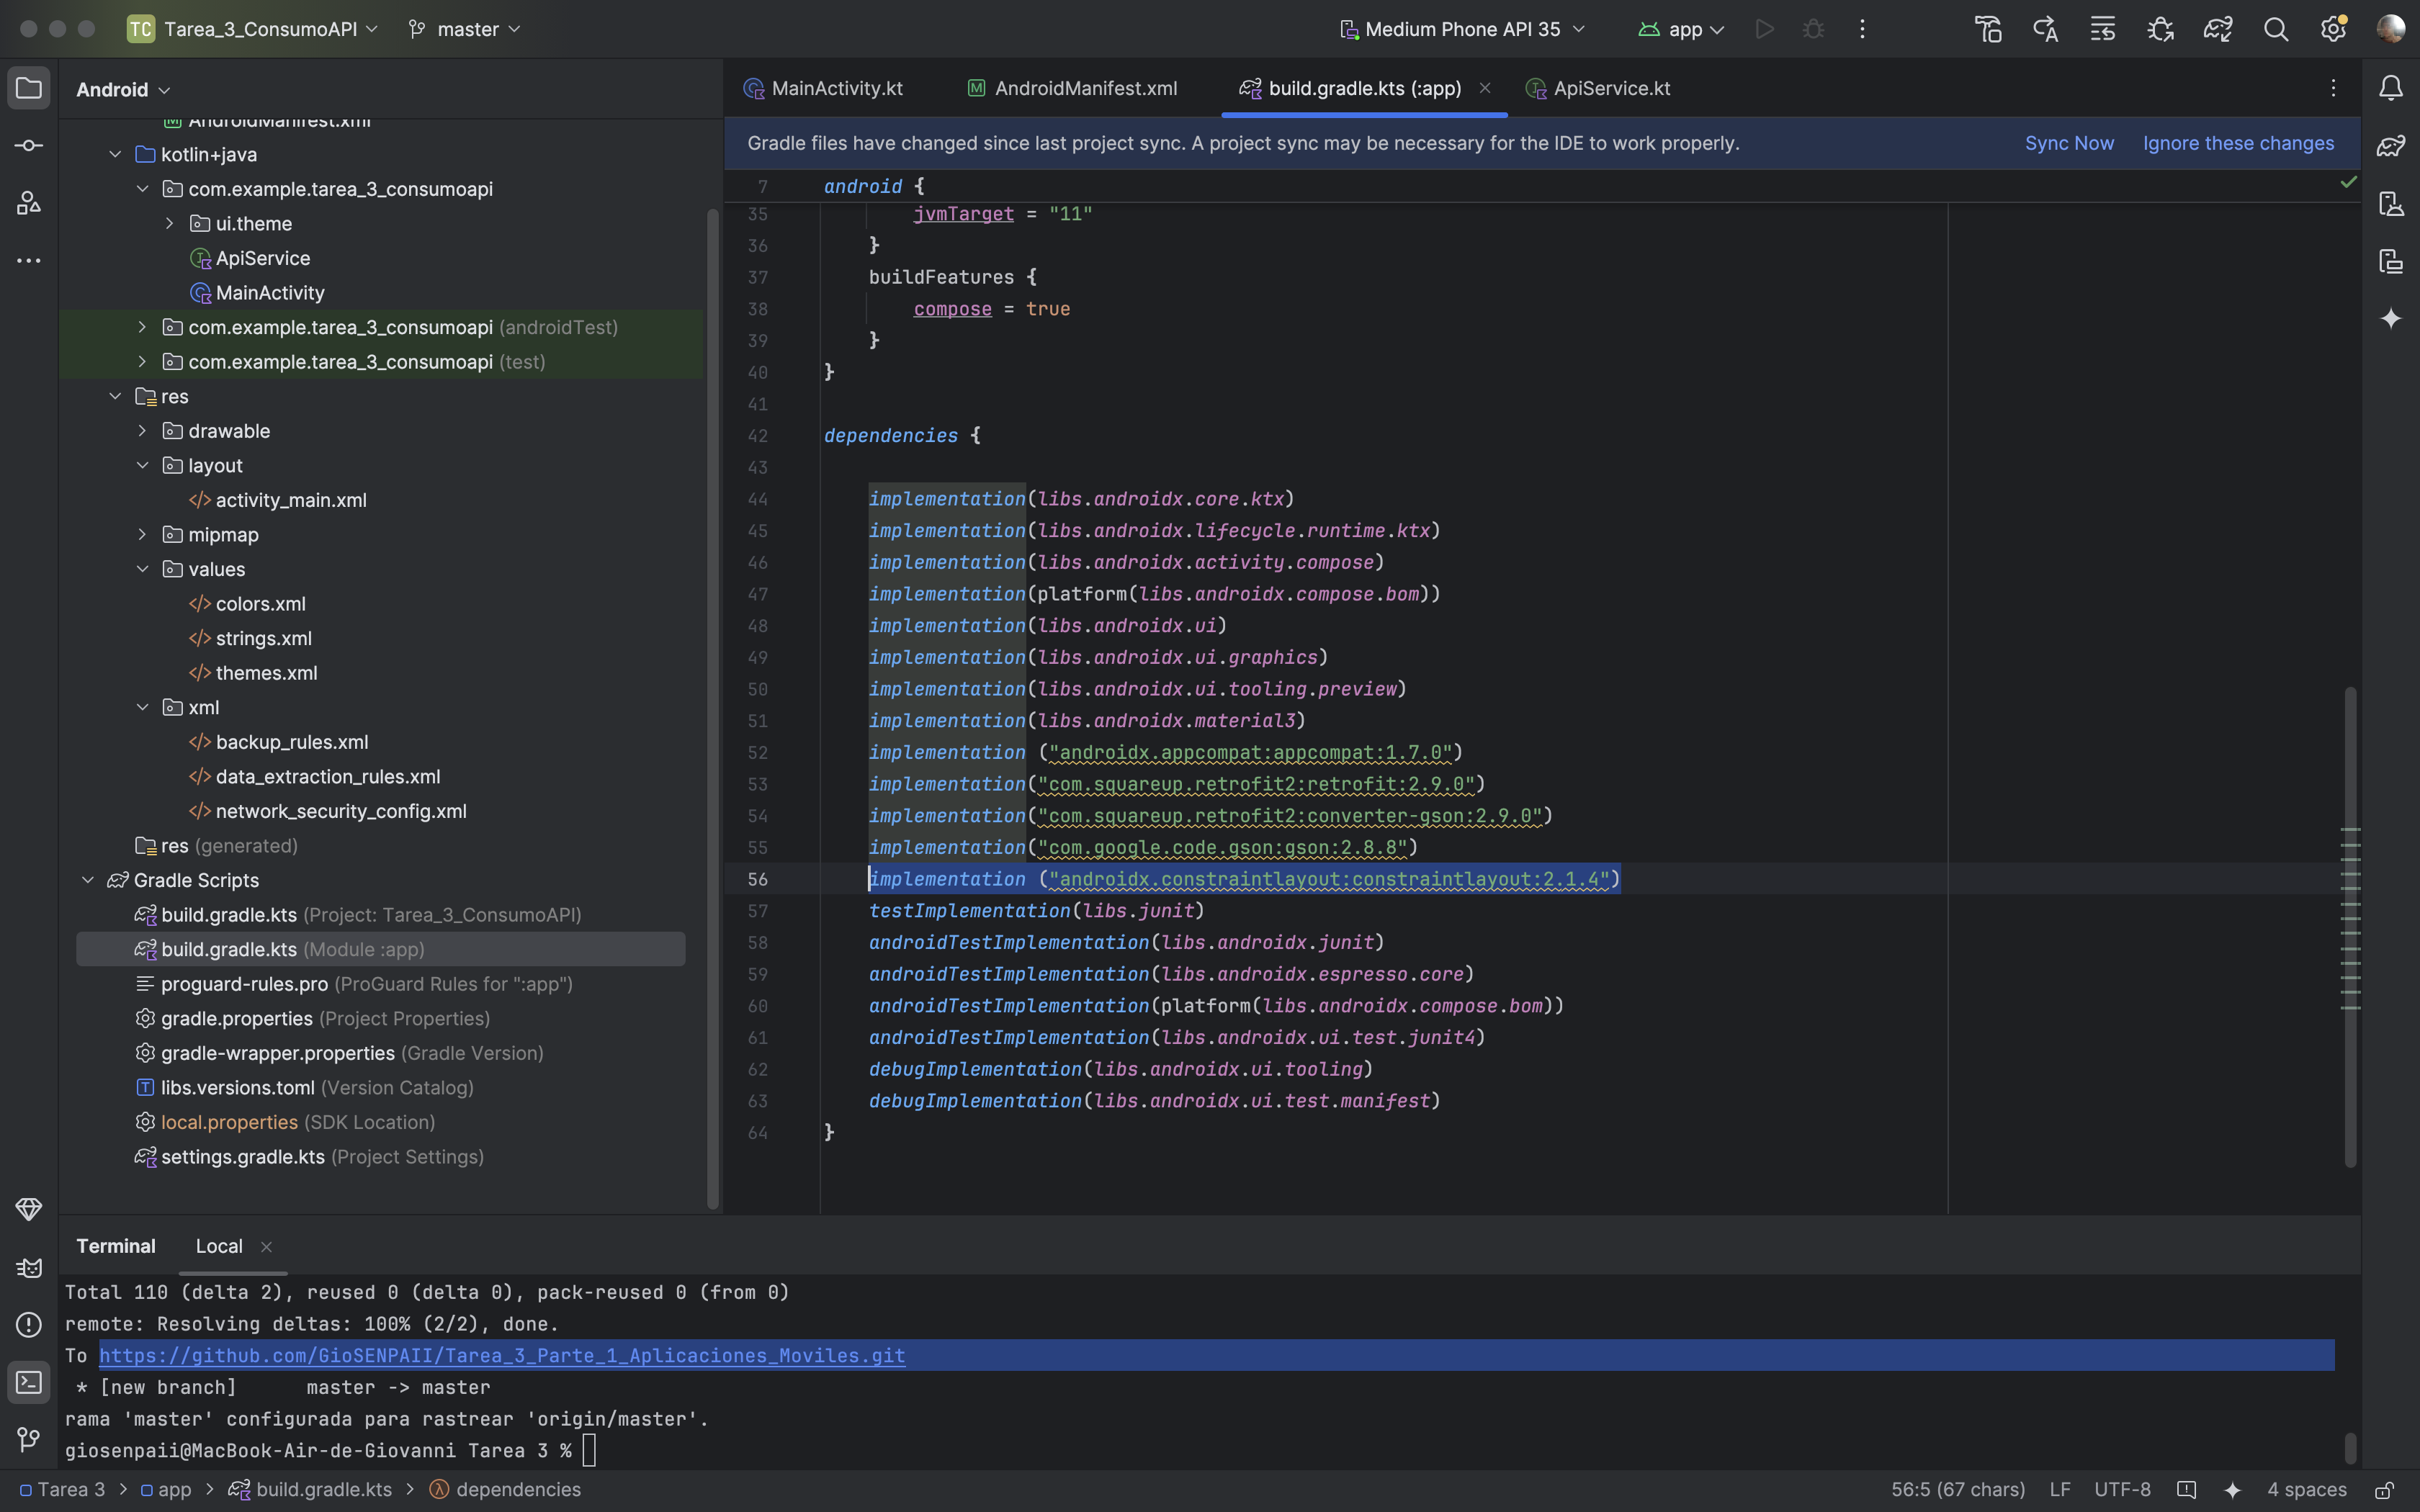 TC Tarea_3_ConsumoAPI master Medium Phone API 35 app
Android
MainActivity.kt AndroidManifest.xml build.gradle.kts (:app) ApiService.kt
Gradle files have changed since last project sync. A project sync may be necessary for the IDE to work properly. Sync Now Ignore these changes
AndroidManifest.xml
kotlin+java
com.example.tarea_3_consumoapi
ui.theme
ApiService
MainActivity
com.example.tarea_3_consumoapi (androidTest)
com.example.tarea_3_consumoapi (test)
res
drawable
layout
activity_main.xml
mipmap
values
colors.xml
strings.xml
themes.xml
xml
backup_rules.xml
data_extraction_rules.xml
network_security_config.xml
res (generated)
Gradle Scripts
build.gradle.kts (Project: Tarea_3_ConsumoAPI)
build.gradle.kts (Module :app)
proguard-rules.pro (ProGuard Rules for ":app")
gradle.properties (Project Properties)
gradle-wrapper.properties (Gradle Version)
libs.versions.toml (Version Catalog)
local.properties (SDK Location)
settings.gradle.kts (Project Settings)
7 android {
35 jvmTarget = "11"
36 }
37 buildFeatures {
38 compose = true
39 }
40 }
41
42 dependencies {
43
44 implementation(libs.androidx.core.ktx)
45 implementation(libs.androidx.lifecycle.runtime.ktx)
46 implementation(libs.androidx.activity.compose)
47 implementation(platform(libs.androidx.compose.bom))
48 implementation(libs.androidx.ui)
49 implementation(libs.androidx.ui.graphics)
50 implementation(libs.androidx.ui.tooling.preview)
51 implementation(libs.androidx.material3)
52 implementation ("androidx.appcompat:appcompat:1.7.0")
53 implementation("com.squareup.retrofit2:retrofit:2.9.0")
54 implementation("com.squareup.retrofit2:converter-gson:2.9.0")
55 implementation("com.google.code.gson:gson:2.8.8")
56 implementation ("androidx.constraintlayout:constraintlayout:2.1.4")
57 testImplementation(libs.junit)
58 androidTestImplementation(libs.androidx.junit)
59 androidTestImplementation(libs.androidx.espresso.core)
60 androidTestImplementation(platform(libs.androidx.compose.bom))
61 androidTestImplementation(libs.androidx.ui.test.junit4)
62 debugImplementation(libs.androidx.ui.tooling)
63 debugImplementation(libs.androidx.ui.test.manifest)
64 }
Terminal Local
Total 110 (delta 2), reused 0 (delta 0), pack-reused 0 (from 0)
remote: Resolving deltas: 100% (2/2), done.
To https://github.com/GioSENPAII/Tarea_3_Parte_1_Aplicaciones_Moviles.git
* [new branch] master -> master
rama 'master' configurada para rastrear 'origin/master'.
giosenpaii@MacBook-Air-de-Giovanni Tarea 3 %
Tarea 3 > app > build.gradle.kts > dependencies 56:5 (67 chars) LF UTF-8 4 spaces